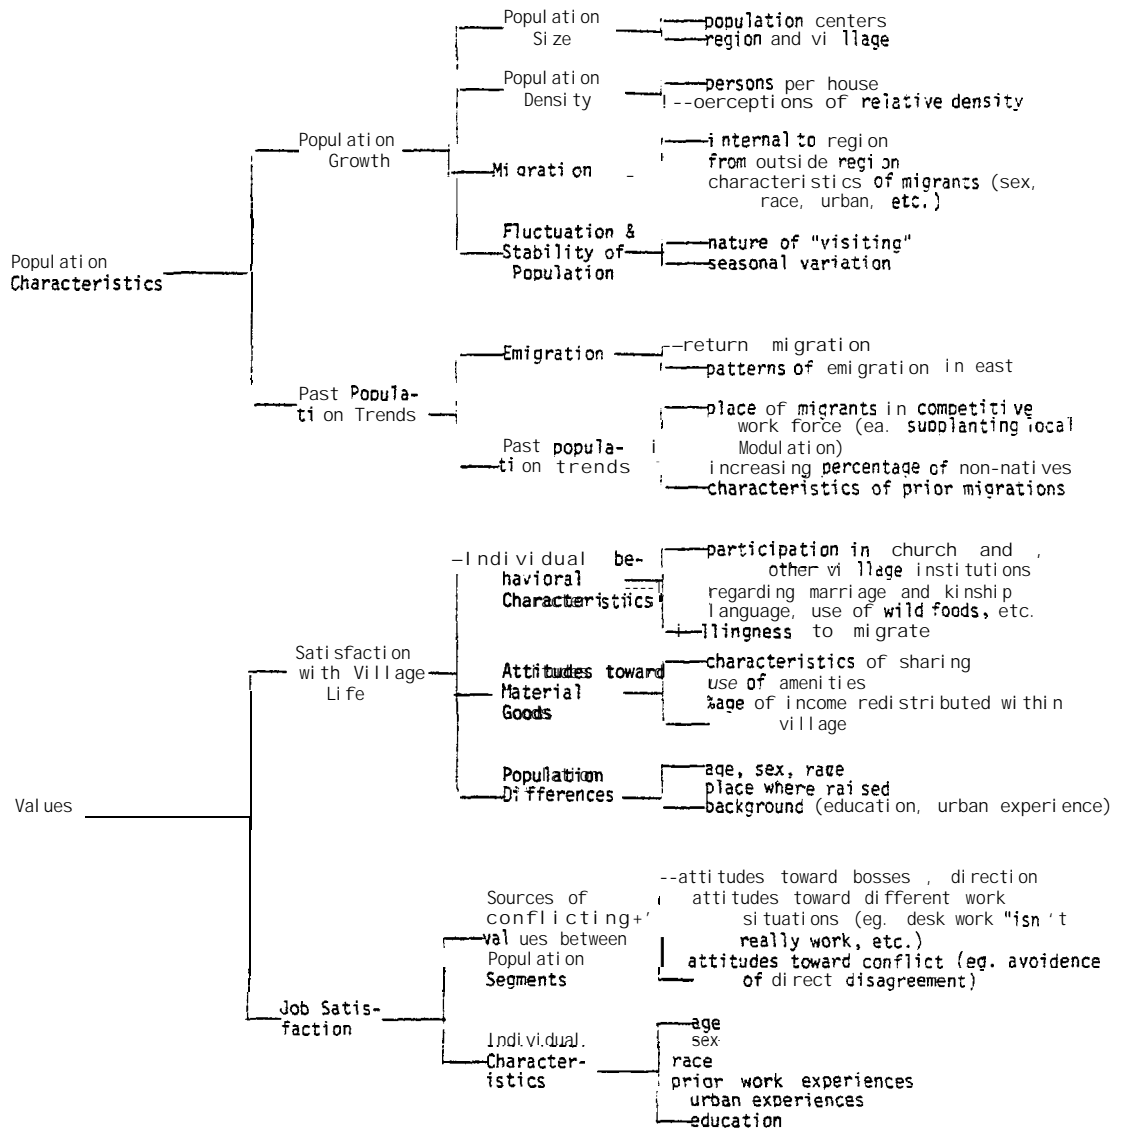 Population
Size
population centers
region and village
Population
Density
persons per house
--oerceptions of relative density
Population
Growth
Migration
internal to region
from outside region
characteristics of migrants (sex,
race, urban, etc.)
Fluctuation &
Stability of
Population
nature of "visiting"
seasonal variation
Population
Characteristics
Emigration
--return migration
patterns of emigration in east
Past Popula-
tion Trends
Past popula-
tion trends
place of migrants in competitive
work force (ea. supplanting local
Modulation)
increasing percentage of non-natives
characteristics of prior migrations
Individual be-
havioral
Characteristiics
participation in church and ,
other village institutions
regarding marriage and kinship
language, use of wild foods, etc.
llingness to migrate
Satisfaction
with Village
Life
Attitudes toward
Material
Goods
characteristics of sharing
use of amenities
%age of income redistributed within
village
Population
Differences
age, sex, race
place where raised
background (education, urban experience)
Values
Sources of
conflicting+'
values between
Population
Segments
--attitudes toward bosses , direction
attitudes toward different work
situations (eg. desk work "isn 't
really work, etc.)
attitudes toward conflict (eg. avoidence
of direct disagreement)
Job Satis-
faction
Individual.
Character-
istics
age
sex
race
prior work experiences
urban experiences
education